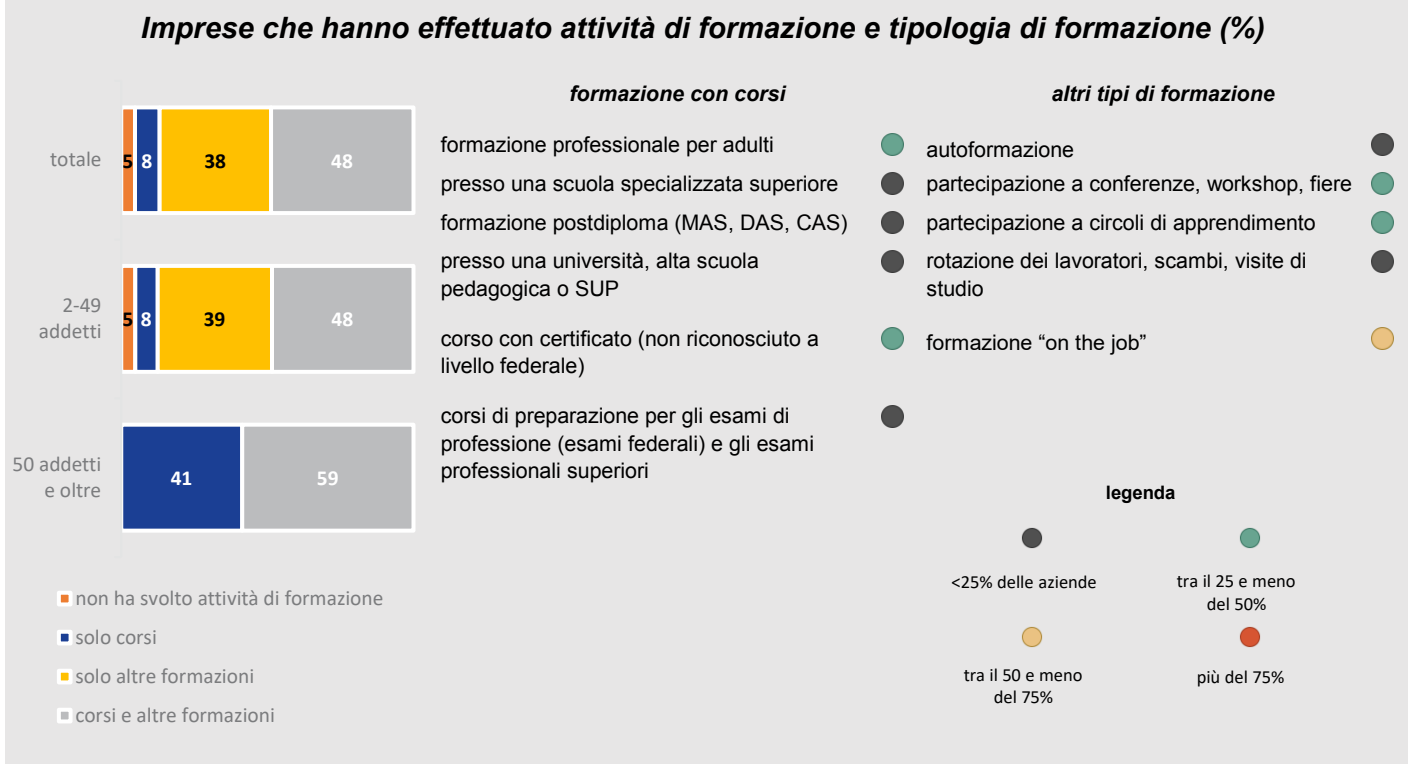 Imprese che hanno effettuato attività di formazione e tipologia di formazione (%)
totale
5 8 38 48
2-49
addetti
5 8 39 48
50 addetti
e oltre
41 59
non ha svolto attività di formazione
solo corsi
solo altre formazioni
corsi e altre formazioni
formazione con corsi
formazione professionale per adulti
presso una scuola specializzata superiore
formazione postdiploma (MAS, DAS, CAS)
presso una università, alta scuola
pedagogica o SUP
corso con certificato (non riconosciuto a
livello federale)
corsi di preparazione per gli esami di
professione (esami federali) e gli esami
professionali superiori
altri tipi di formazione
autoformazione
partecipazione a conferenze, workshop, fiere
partecipazione a circoli di apprendimento
rotazione dei lavoratori, scambi, visite di
studio
formazione “on the job”
legenda
<25% delle aziende
tra il 25 e meno
del 50%
tra il 50 e meno
del 75%
più del 75%